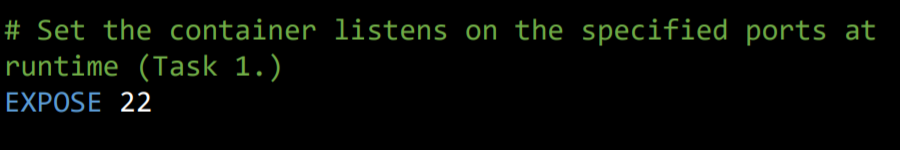 # Set the container listens on the specified ports at
runtime (Task 1.)
EXPOSE 22